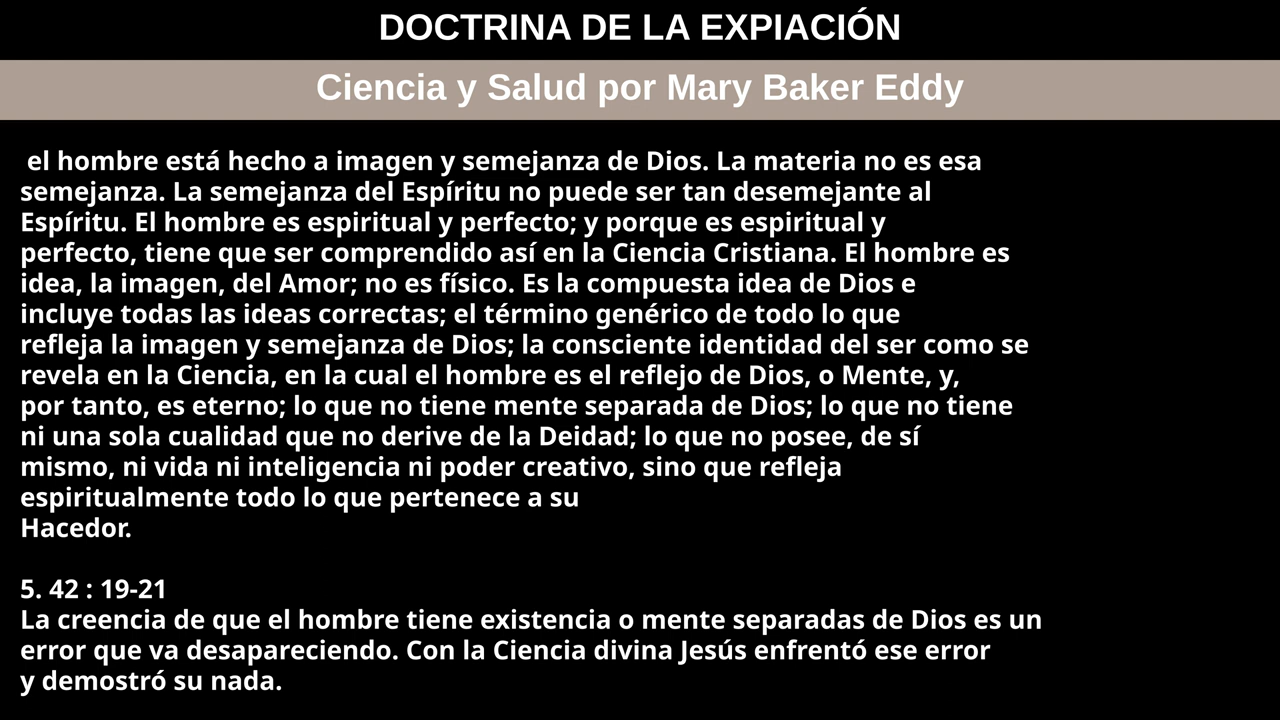 DOCTRINA DE LA EXPIACIÓN
Ciencia y Salud por Mary Baker Eddy
el hombre está hecho a imagen y semejanza de Dios. La materia no es esa
semejanza. La semejanza del Espíritu no puede ser tan desemejante al
Espíritu. El hombre es espiritual y perfecto; y porque es espiritual y
perfecto, tiene que ser comprendido así en la Ciencia Cristiana. El hombre es
idea, la imagen, del Amor; no es físico. Es la compuesta idea de Dios e
incluye todas las ideas correctas; el término genérico de todo lo que
refleja la imagen y semejanza de Dios; la consciente identidad del ser como se
revela en la Ciencia, en la cual el hombre es el reflejo de Dios, o Mente, y,
por tanto, es eterno; lo que no tiene mente separada de Dios; lo que no tiene
ni una sola cualidad que no derive de la Deidad; lo que no posee, de sí
mismo, ni vida ni inteligencia ni poder creativo, sino que refleja
espiritualmente todo lo que pertenece a su
Hacedor.
5. 42 : 19-21
La creencia de que el hombre tiene existencia o mente separadas de Dios es un
error que va desapareciendo. Con la Ciencia divina Jesús enfrentó ese error
y demostró su nada.